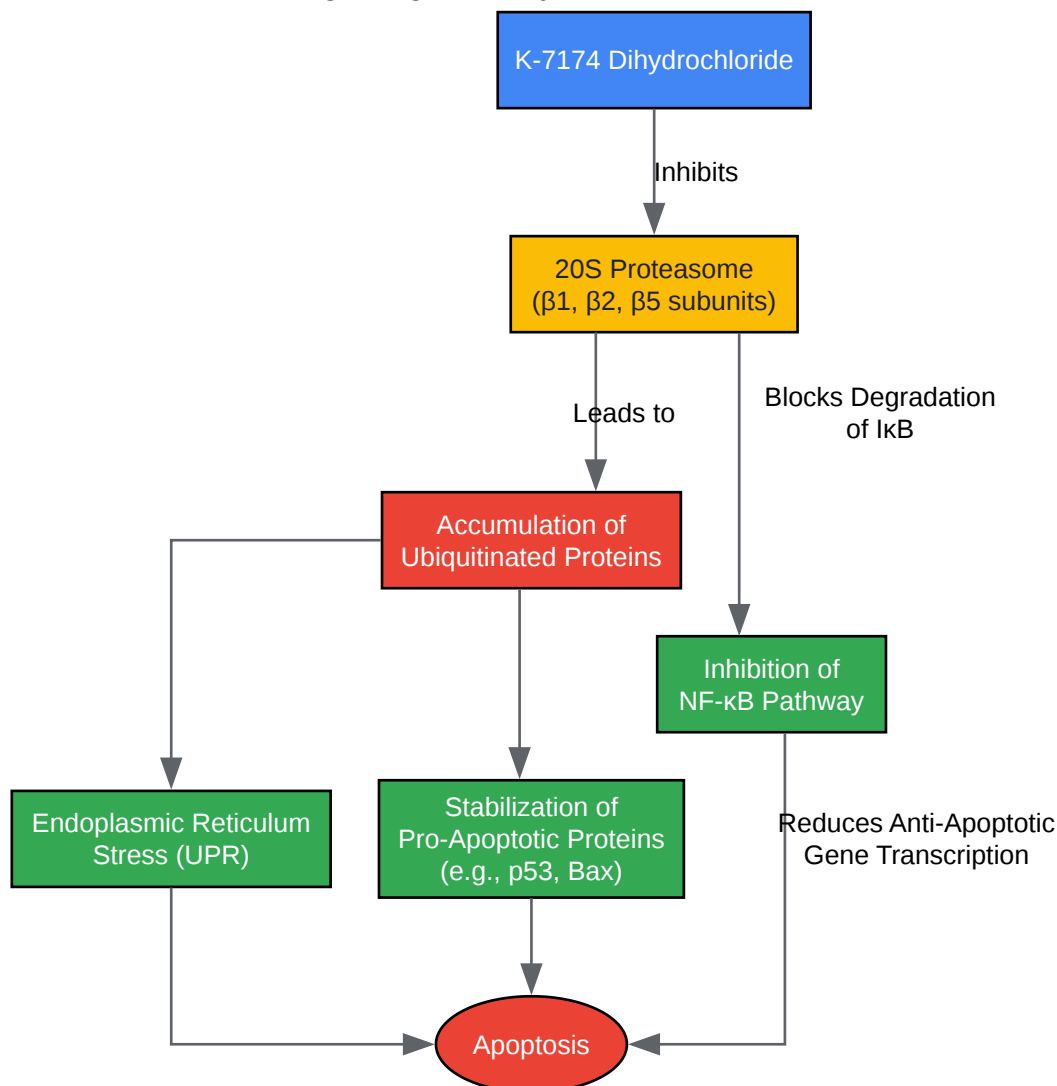 K-7174 Dihydrochloride
Inhibits
20S Proteasome
(β1, β2, β5 subunits)
Leads to
Blocks Degradation
of IκB
Accumulation of
Ubiquitinated Proteins
Inhibition of
NF-κB Pathway
Endoplasmic Reticulum
Stress (UPR)
Stabilization of
Pro-Apoptotic Proteins
(e.g., p53, Bax)
Reduces Anti-Apoptotic
Gene Transcription
Apoptosis